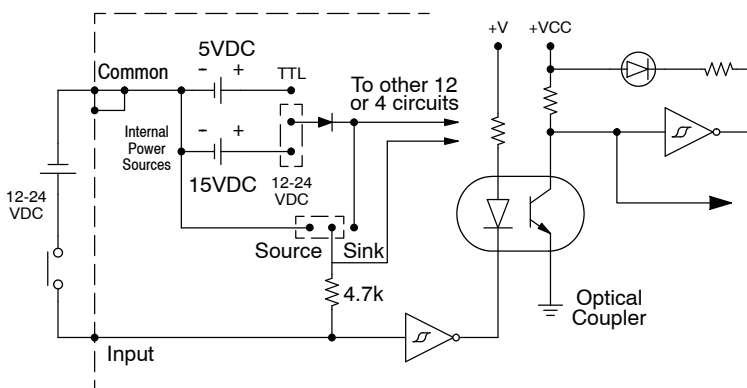 5VDC
+V
+VCC
Common
- +
TTL
To other 12
or 4 circuits
Internal
Power
Sources
- +
15VDC
12-24
VDC
12-24
VDC
Source
Sink
4.7k
Optical
Coupler
Input